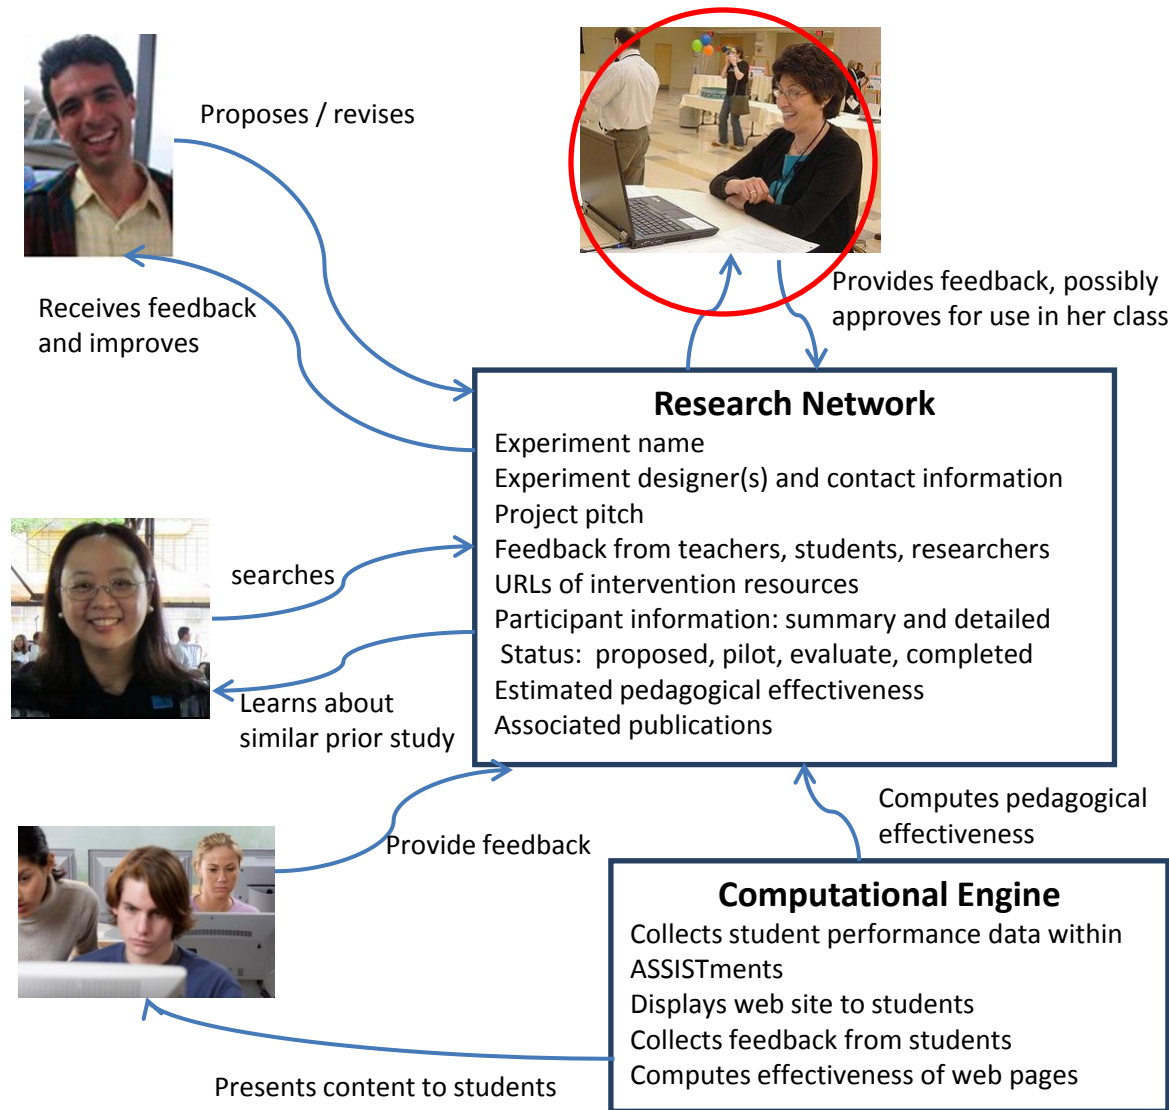 Proposes / revises
Receives feedback
and improves
Provides feedback, possibly
approves for use in her class
Research Network
Experiment name
Experiment designer(s) and contact information
Project pitch
Feedback from teachers, students, researchers
URLs of intervention resources
Participant information: summary and detailed
Status:  proposed, pilot, evaluate, completed
Estimated pedagogical effectiveness
Associated publications
searches
Learns about
similar prior study
Provide feedback
Computes pedagogical
effectiveness
Computational Engine
Collects student performance data within
ASSISTments
Displays web site to students
Collects feedback from students
Computes effectiveness of web pages
Presents content to students